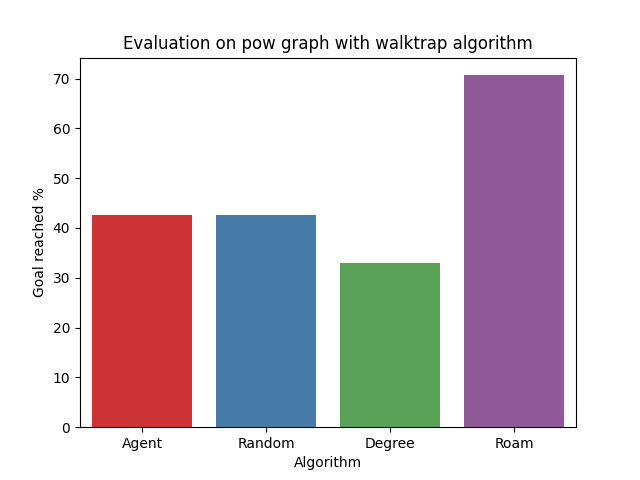 Evaluation on pow graph with walktrap algorithm
Goal reached %
70
60
50
40
30
20
10
0
Agent Random Degree Roam
Algorithm